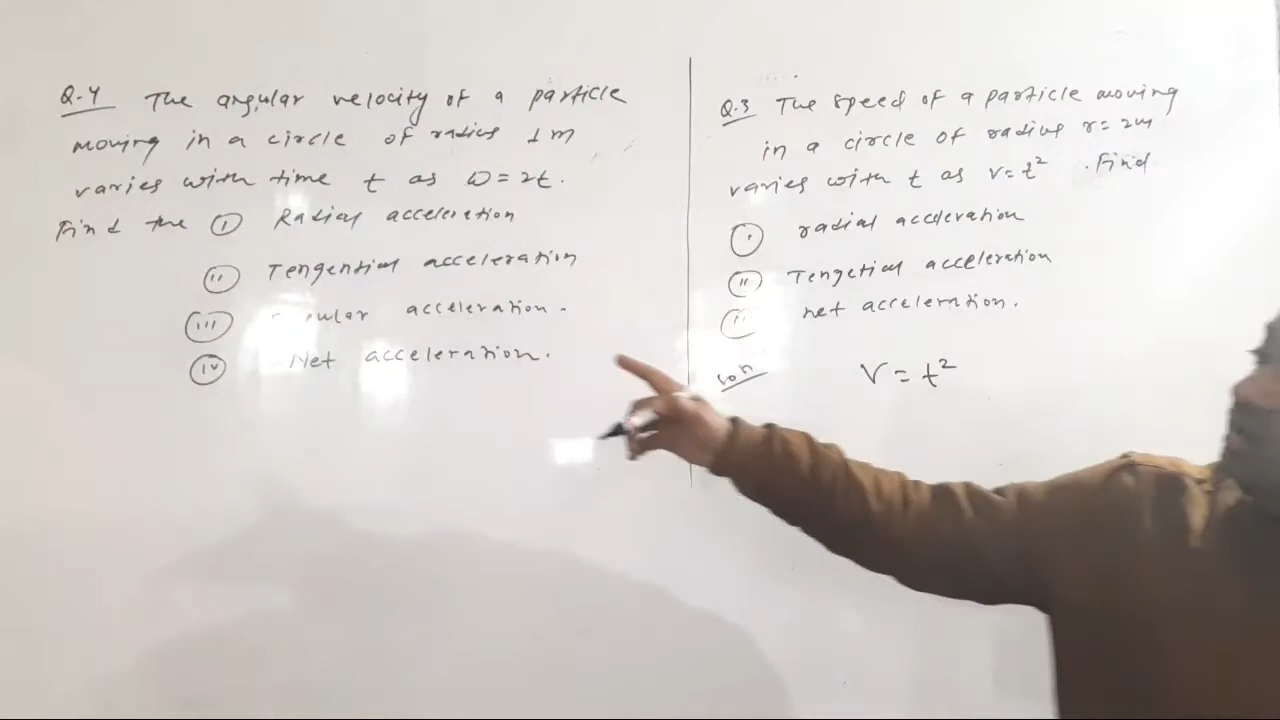 Q.4 The angular velocity of a particle
moving in a circle of radius 1m
varies with time t as ω = 2t.
Find the (i) Radial acceleration
(ii) Tengential acceleration
(iii) acceleration.
(iv) Net acceleration.
Q.3 The speed of a particle moving
in a circle of radius r = 2m
varies with t as v = t² . Find
(i) radial acceleration
(ii) Tengetial acceleration
net acceleration.
Son
V = t²